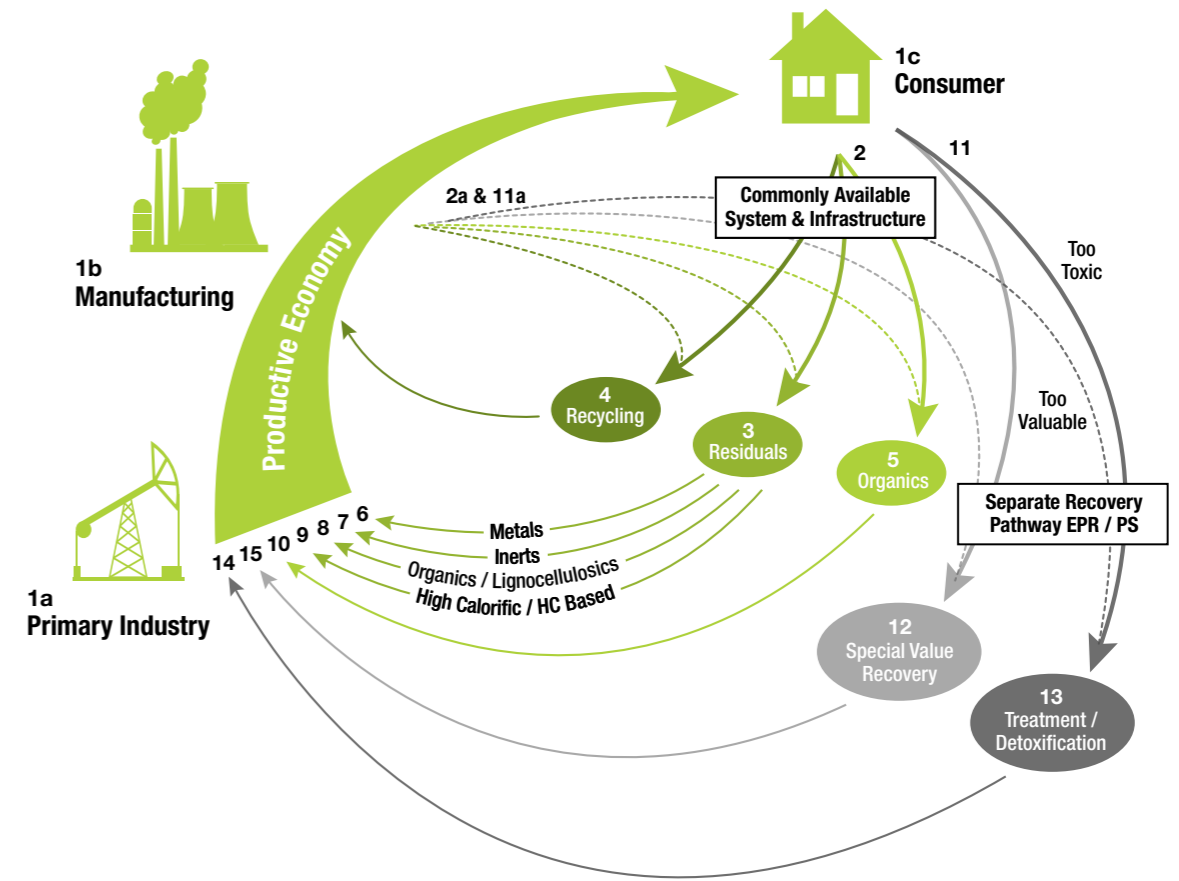 1c
Consumer
2
11
Commonly Available
System & Infrastructure
2a & 11a
1b
Manufacturing
Productive Economy
Too
Toxic
4
Recycling
3
Residuals
Too
Valuable
5
Organics
Separate Recovery
Pathway EPR / PS
6
7
8
9
10
15
14
Metals
Inerts
Organics / Lignocellulosics
High Calorific / HC Based
1a
Primary Industry
12
Special Value
Recovery
13
Treatment /
Detoxification